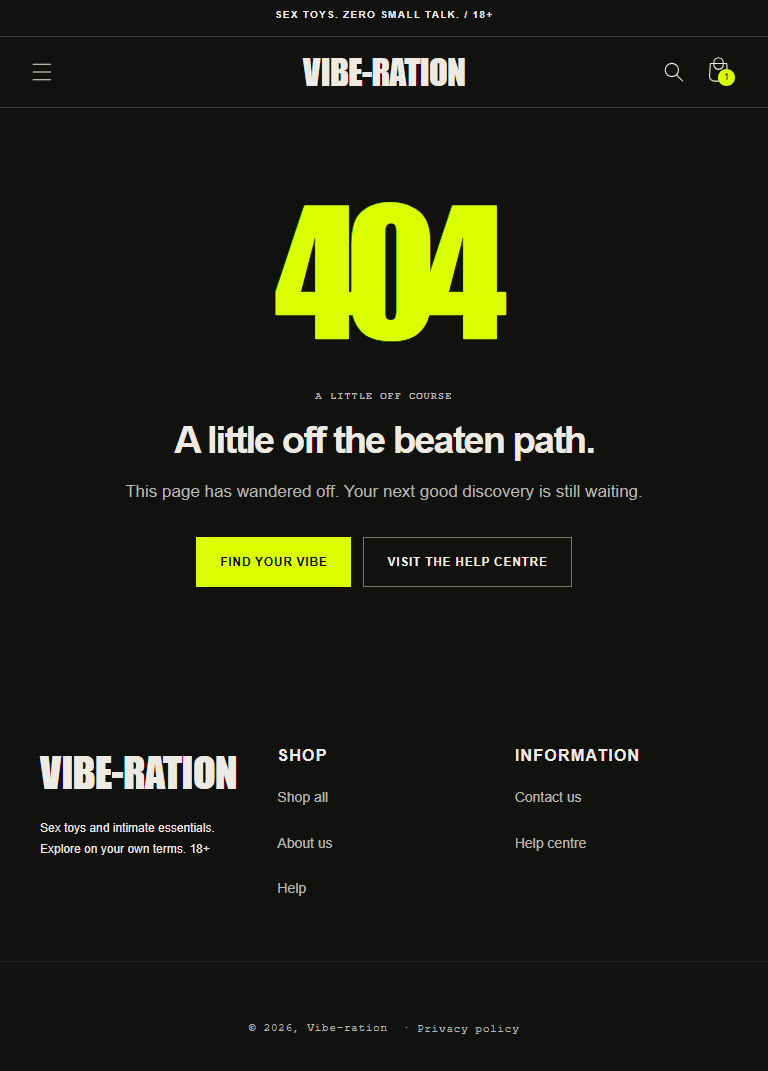 SEX TOYS. ZERO SMALL TALK. / 18+
VIBE-RATION
1
404
A LITTLE OFF COURSE
A little off the beaten path.
This page has wandered off. Your next good discovery is still waiting.
FIND YOUR VIBE
VISIT THE HELP CENTRE
VIBE-RATION
Sex toys and intimate essentials.
Explore on your own terms. 18+
SHOP
Shop all
About us
Help
INFORMATION
Contact us
Help centre
© 2026, Vibe-ration · Privacy policy